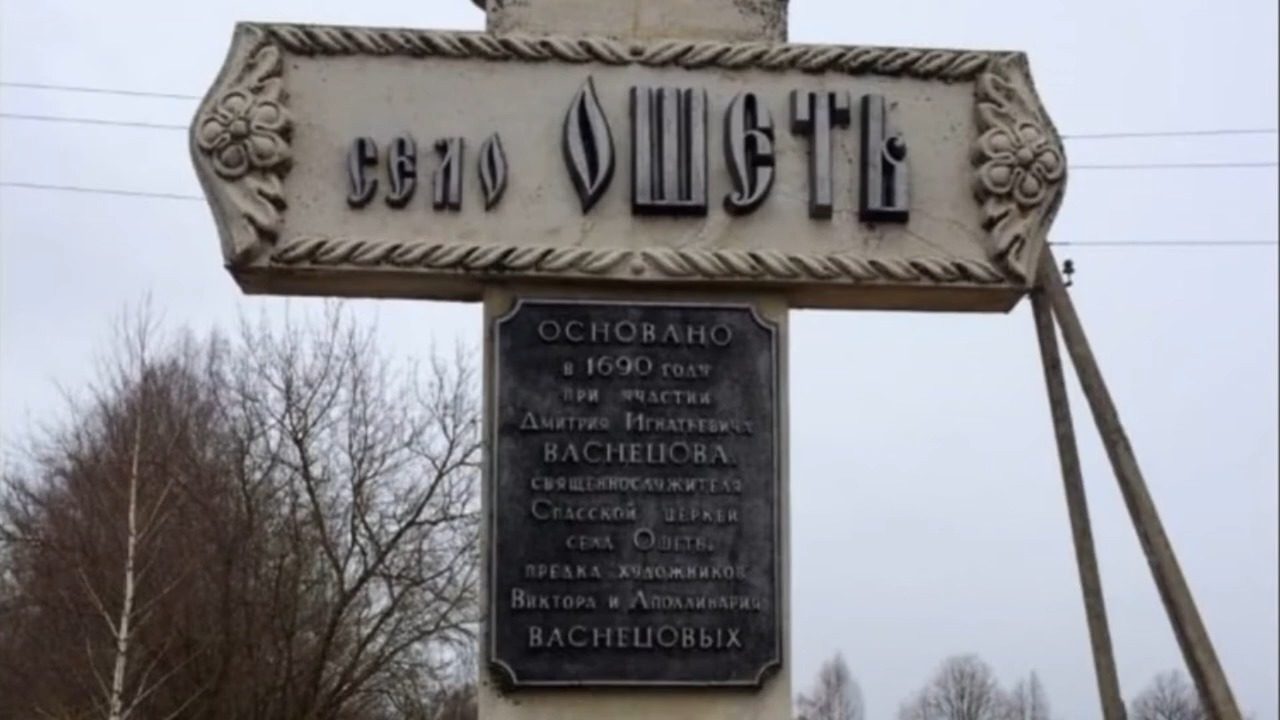 село ОШЕТЬ
ОСНОВАНО
в 1690 году
при участии
Дмитрия Игнатьевича
ВАСНЕЦОВА,
священнослужителя
Спасской церкви
села Ошеть,
предка художников
Виктора и Аполлинария
ВАСНЕЦОВЫХ